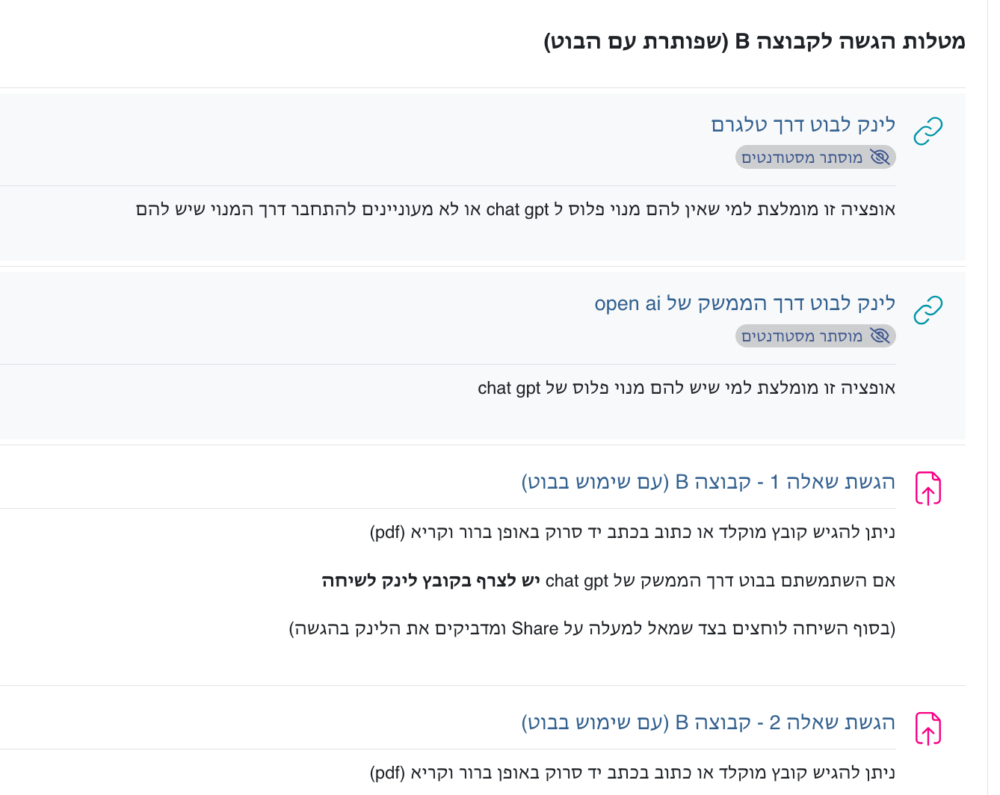 מטלות הגשה לקבוצה B (שפותרת עם הבוט)
לינק לבוט דרך טלגרם
מוסתר מסטודנטים
אופציה זו מומלצת למי שאין להם מנוי פלוס ל chat gpt או לא מעוניינים להתחבר דרך המנוי שיש להם
לינק לבוט דרך הממשק של open ai
מוסתר מסטודנטים
אופציה זו מומלצת למי שיש להם מנוי פלוס של chat gpt
הגשת שאלה 1 - קבוצה B (עם שימוש בבוט)
ניתן להגיש קובץ מוקלד או כתוב בכתב יד סרוק באופן ברור וקריא (pdf)
אם השתמשתם בבוט דרך הממשק של chat gpt יש לצרף בקובץ לינק לשיחה
(בסוף השיחה לוחצים בצד שמאל למעלה על Share ומדביקים את הלינק בהגשה)
הגשת שאלה 2 - קבוצה B (עם שימוש בבוט)
ניתן להגיש קובץ מוקלד או כתוב בכתב יד סרוק באופן ברור וקריא (pdf)